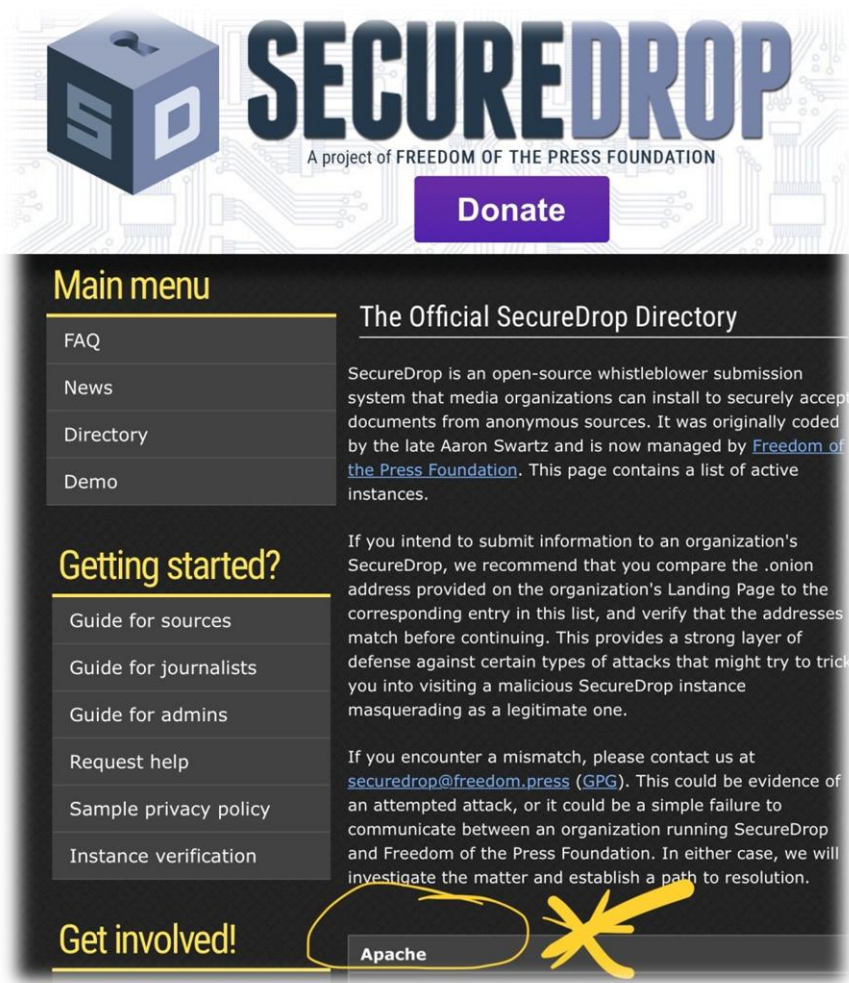 SD
SECUREDROP
A project of FREEDOM OF THE PRESS FOUNDATION
Donate
Main menu
FAQ
News
Directory
Demo
Getting started?
Guide for sources
Guide for journalists
Guide for admins
Request help
Sample privacy policy
Instance verification
Get involved!
The Official SecureDrop Directory
SecureDrop is an open-source whistleblower submission
system that media organizations can install to securely accept
documents from anonymous sources. It was originally coded
by the late Aaron Swartz and is now managed by Freedom of
the Press Foundation. This page contains a list of active
instances.
If you intend to submit information to an organization's
SecureDrop, we recommend that you compare the .onion
address provided on the organization's Landing Page to the
corresponding entry in this list, and verify that the addresses
match before continuing. This provides a strong layer of
defense against certain types of attacks that might try to trick
you into visiting a malicious SecureDrop instance
masquerading as a legitimate one.
If you encounter a mismatch, please contact us at
securedrop@freedom.press (GPG). This could be evidence of
an attempted attack, or it could be a simple failure to
communicate between an organization running SecureDrop
and Freedom of the Press Foundation. In either case, we will
investigate the matter and establish a path to resolution.
Apache